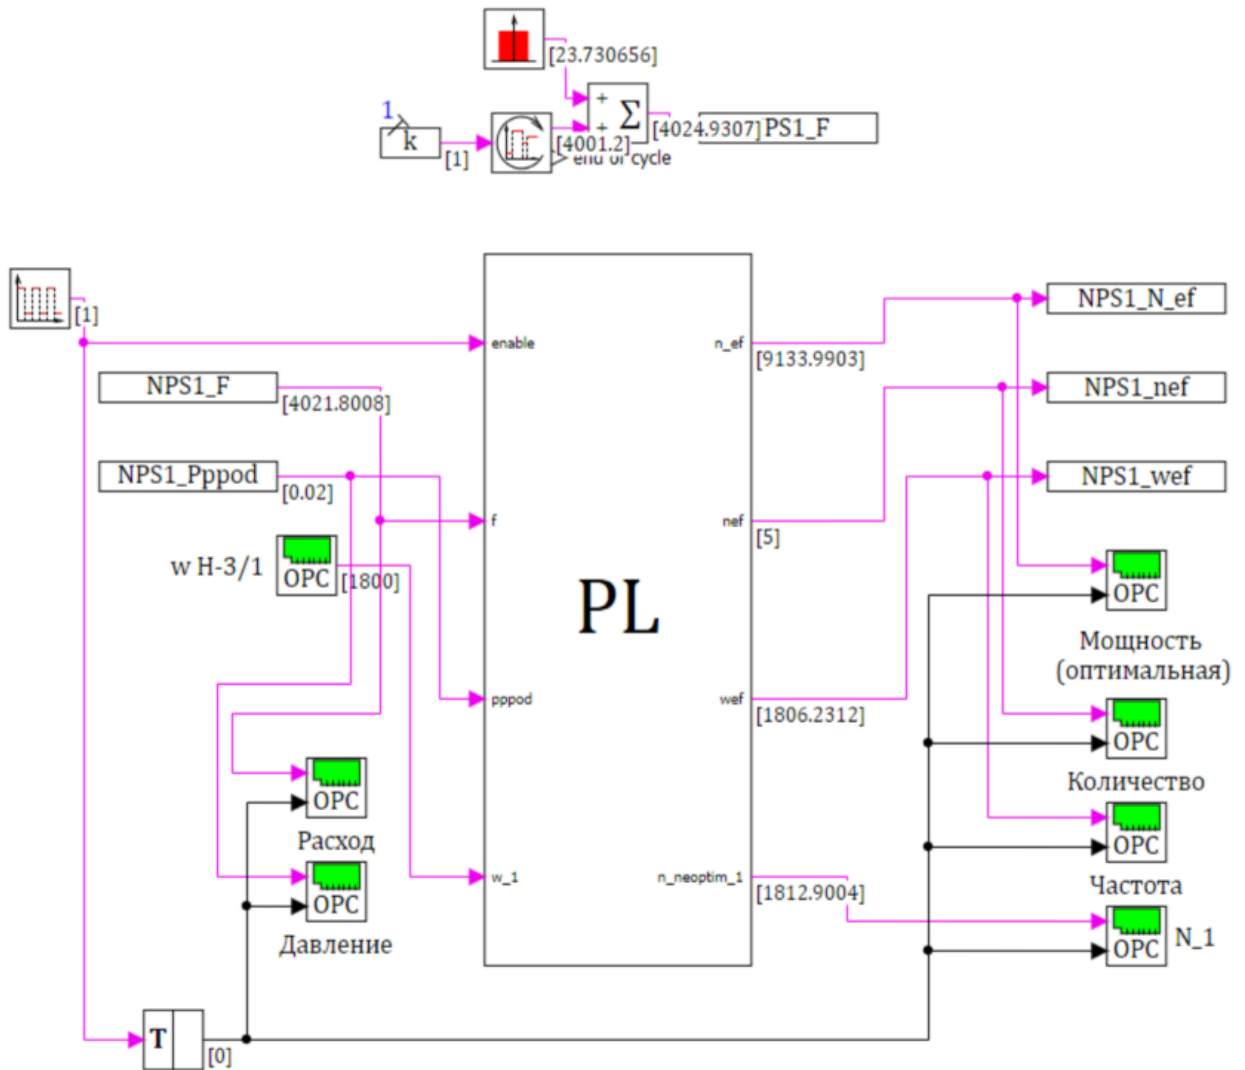 [23.730656]
1
+
Σ
k
+
[4024.9307]
PS1_F
[1]
[4001.2]
end of cycle
[1]
NPS1_N_ef
enable
n_ef
[9133.9903]
NPS1_F
[4021.8008]
NPS1_nef
NPS1_Pppod
[0.02]
NPS1_wef
f
nef
[5]
w Н-3/1
OPC
[1800]
PL
OPC
Мощность
(оптимальная)
pppod
wef
[1806.2312]
OPC
Количество
OPC
Расход
OPC
Частота
w_1
n_neoptim_1
[1812.9004]
OPC
Давление
OPC
N_1
T
[0]